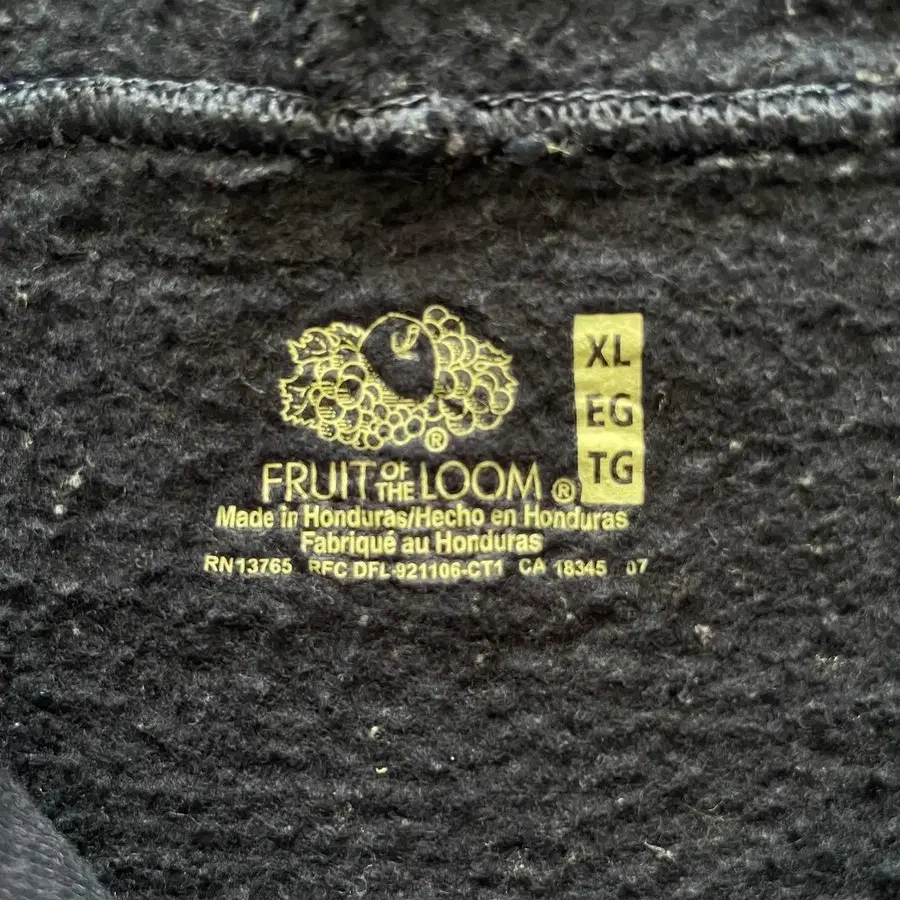 XL
EG
TG
®
FRUIT OF THE LOOM ®
Made in Honduras/Hecho en Honduras
Fabriqué au Honduras
RN13765 RFC DFL-921106-CT1 CA 18345 07